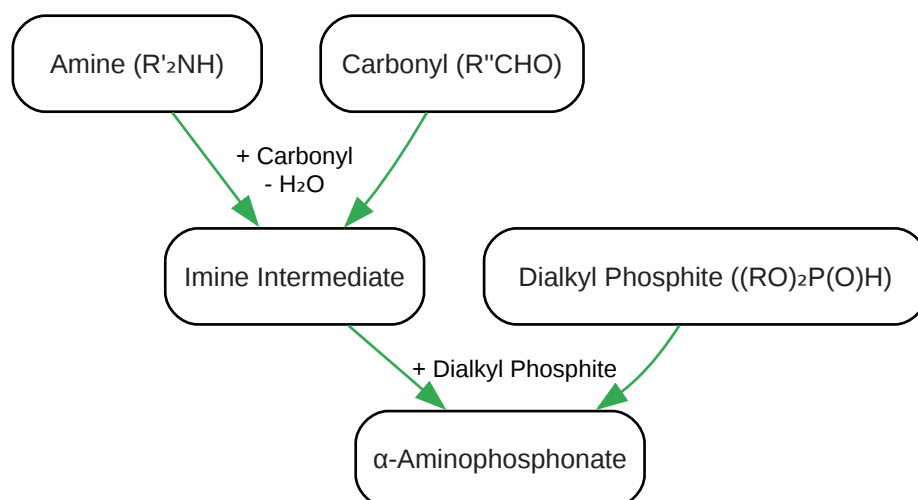 Amine (R'₂NH)
Carbonyl (R"CHO)
+ Carbonyl
- H₂O
Imine Intermediate
Dialkyl Phosphite ((RO)₂P(O)H)
+ Dialkyl Phosphite
α-Aminophosphonate